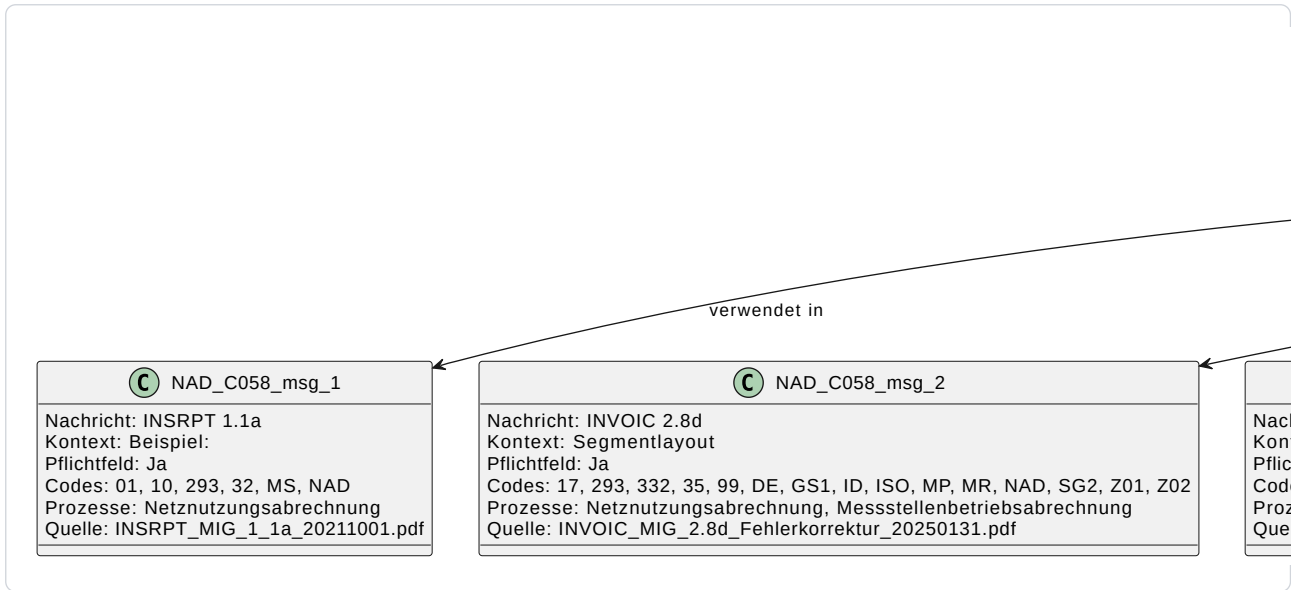 verwendet in
C NAD_C058_msg_1
Nachricht: INSRPT 1.1a
Kontext: Beispiel:
Pflichtfeld: Ja
Codes: 01, 10, 293, 32, MS, NAD
Prozesse: Netznutzungsabrechnung
Quelle: INSRPT_MIG_1_1a_20211001.pdf
C NAD_C058_msg_2
Nachricht: INVOIC 2.8d
Kontext: Segmentlayout
Pflichtfeld: Ja
Codes: 17, 293, 332, 35, 99, DE, GS1, ID, ISO, MP, MR, NAD, SG2, Z01, Z02
Prozesse: Netznutzungsabrechnung, Messstellenbetriebsabrechnung
Quelle: INVOIC_MIG_2.8d_Fehlerkorrektur_20250131.pdf